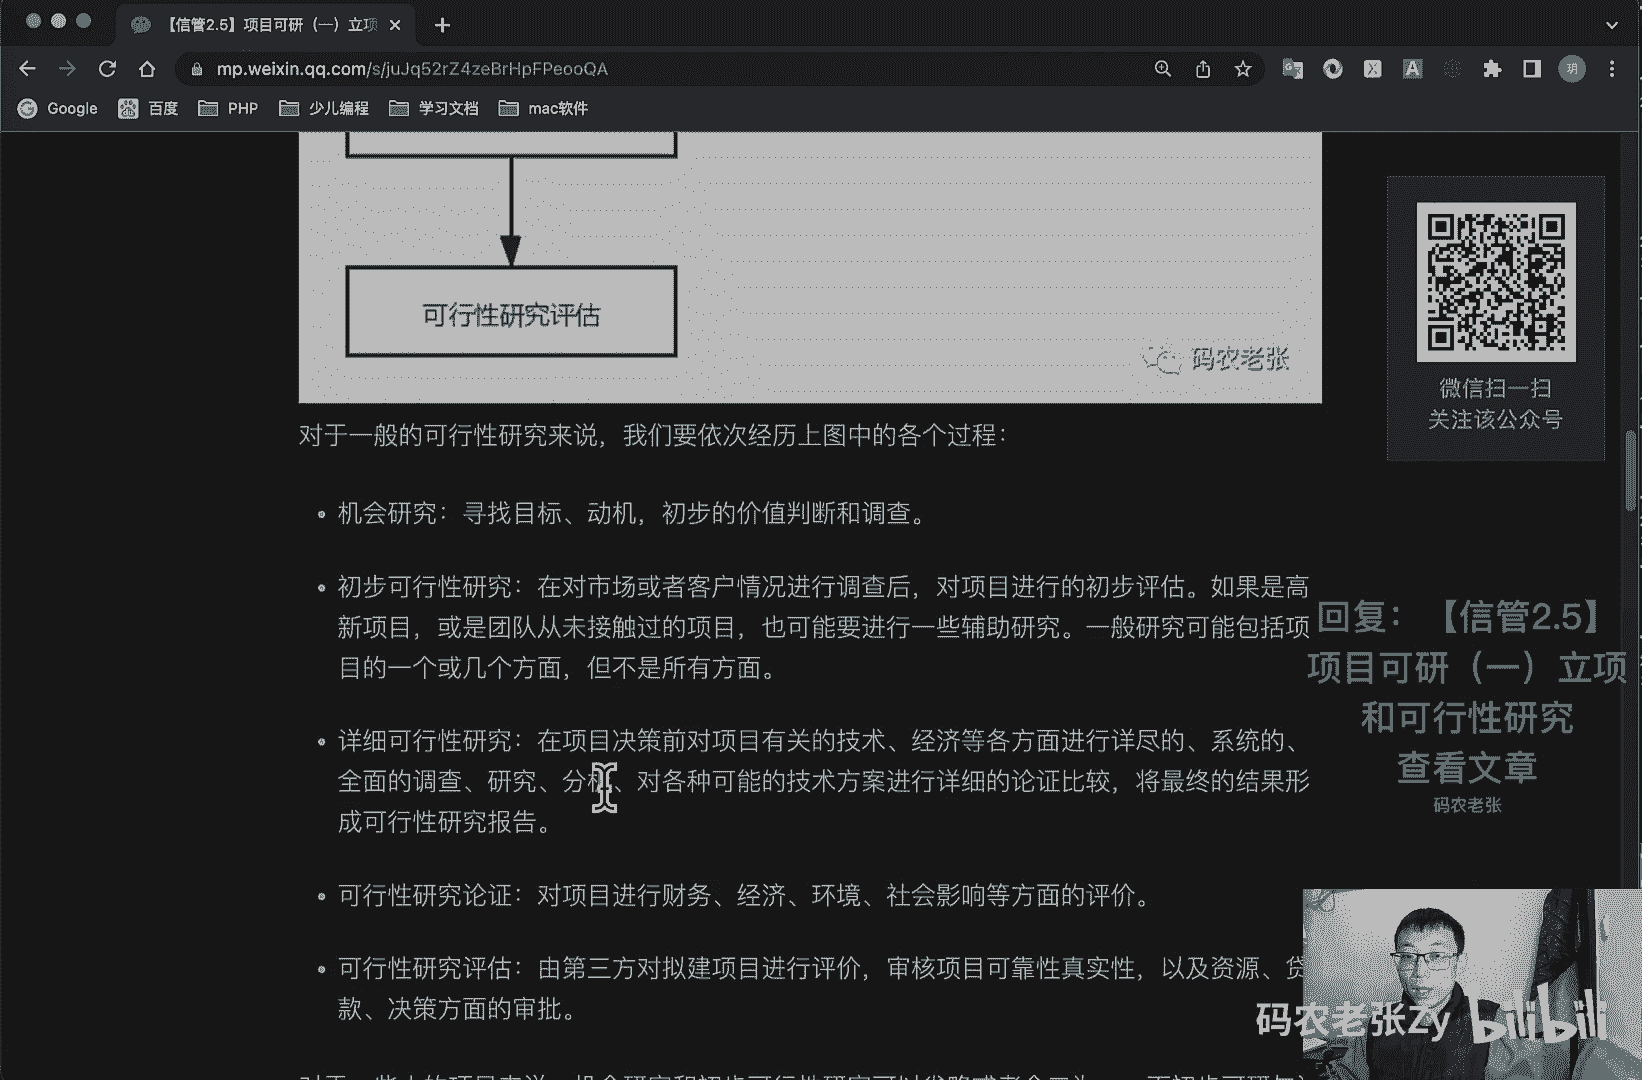 【信管2.5】项目可研（一）立项
mp.weixin.qq.com/s/juJq52rZ4zeBrHpFPeooQA
玥
Google 百度 PHP 少儿编程 学习文档 mac软件
可行性研究评估
码农老张
微信扫一扫
关注该公众号
对于一般的可行性研究来说，我们要依次经历上图中的各个过程：
机会研究：寻找目标、动机，初步的价值判断和调查。
初步可行性研究：在对市场或者客户情况进行调查后，对项目进行的初步评估。如果是高
新项目，或是团队从未接触过的项目，也可能要进行一些辅助研究。一般研究可能包括项
目的一个或几个方面，但不是所有方面。
详细可行性研究：在项目决策前对项目有关的技术、经济等各方面进行详尽的、系统的、
全面的调查、研究、分析、对各种可能的技术方案进行详细的论证比较，将最终的结果形
成可行性研究报告。
可行性研究论证：对项目进行财务、经济、环境、社会影响等方面的评价。
可行性研究评估：由第三方对拟建项目进行评价，审核项目可靠性真实性，以及资源、贷
款、决策方面的审批。
回复：【信管2.5】
项目可研（一）立项
和可行性研究
查看文章
码农老张
码农老张Zy bilibili